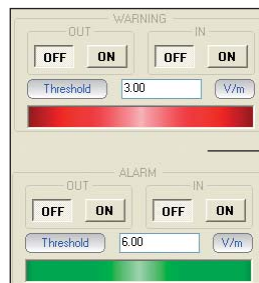 WARNING
OUT IN
OFF ON OFF ON
Threshold 3.00 V/m
ALARM
OUT IN
OFF ON OFF ON
Threshold 6.00 V/m